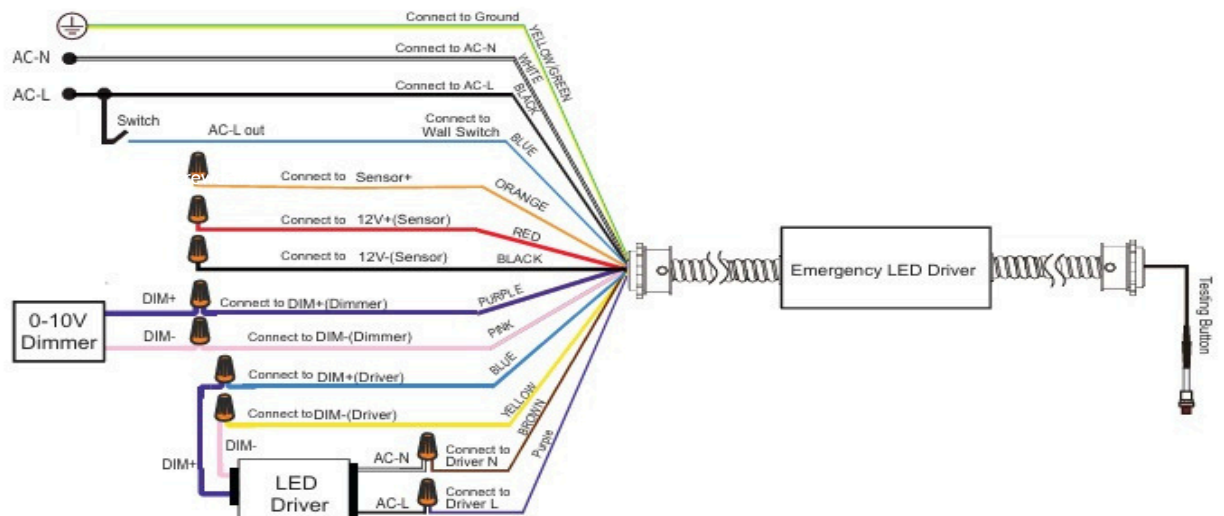 Connect to Ground
YELLOW/GREEN
AC-N
Connect to AC-N
WHITE
AC-L
Connect to AC-L
BLACK
Switch
AC-L out
Connect to
Wall Switch
BLUE
Connect to Sensor+
ORANGE
Connect to 12V+(Sensor)
RED
Connect to 12V-(Sensor)
BLACK
Emergency LED Driver
Testing Button
0-10V
Dimmer
DIM+
Connect to DIM+(Dimmer)
PURPLE
DIM-
Connect to DIM-(Dimmer)
PINK
Connect to DIM+(Driver)
BLUE
Connect to DIM-(Driver)
YELLOW
DIM-
DIM+
LED
Driver
AC-N
Connect to
Driver N
BROWN
AC-L
Connect to
Driver L
Purple